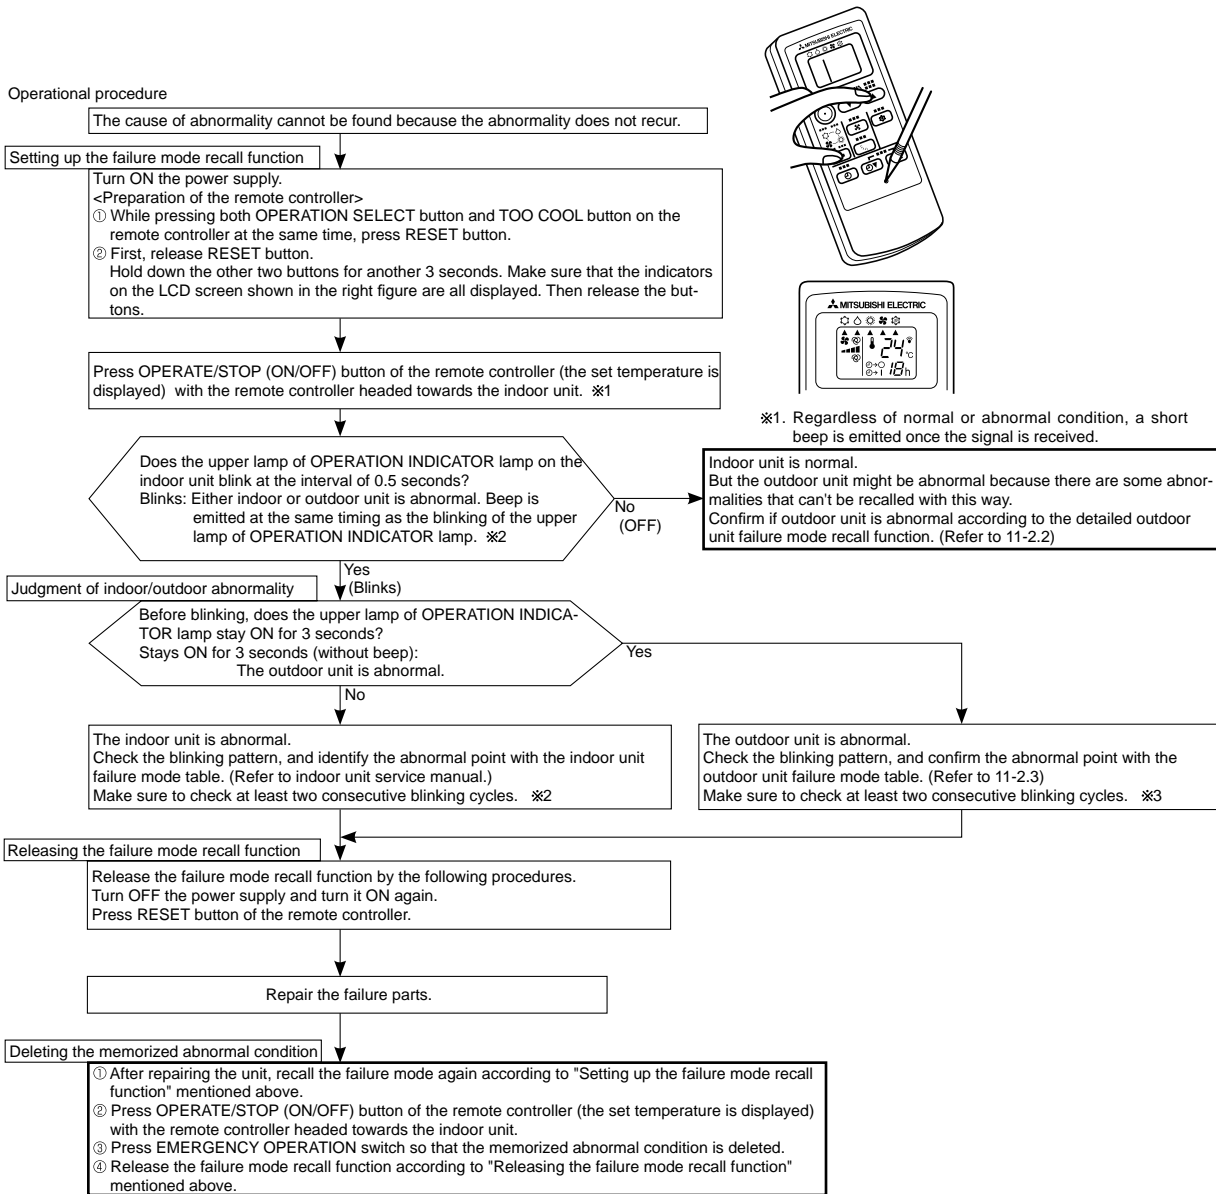 MITSUBISHI ELECTRIC
Operational procedure
The cause of abnormality cannot be found because the abnormality does not recur.
Setting up the failure mode recall function
Turn ON the power supply.
<Preparation of the remote controller>
① While pressing both OPERATION SELECT button and TOO COOL button on the
remote controller at the same time, press RESET button.
② First, release RESET button.
Hold down the other two buttons for another 3 seconds. Make sure that the indicators
on the LCD screen shown in the right figure are all displayed. Then release the but-
tons.
MITSUBISHI ELECTRIC
24 °C
18 h
Press OPERATE/STOP (ON/OFF) button of the remote controller (the set temperature is
displayed) with the remote controller headed towards the indoor unit. ※1
※1. Regardless of normal or abnormal condition, a short
beep is emitted once the signal is received.
Does the upper lamp of OPERATION INDICATOR lamp on the
indoor unit blink at the interval of 0.5 seconds?
Blinks: Either indoor or outdoor unit is abnormal. Beep is
emitted at the same timing as the blinking of the upper
lamp of OPERATION INDICATOR lamp. ※2
No
(OFF)
Indoor unit is normal.
But the outdoor unit might be abnormal because there are some abnor-
malities that can't be recalled with this way.
Confirm if outdoor unit is abnormal according to the detailed outdoor
unit failure mode recall function. (Refer to 11-2.2)
Yes
(Blinks)
Judgment of indoor/outdoor abnormality
Before blinking, does the upper lamp of OPERATION INDICA-
TOR lamp stay ON for 3 seconds?
Stays ON for 3 seconds (without beep):
The outdoor unit is abnormal.
Yes
No
The indoor unit is abnormal.
Check the blinking pattern, and identify the abnormal point with the indoor unit
failure mode table. (Refer to indoor unit service manual.)
Make sure to check at least two consecutive blinking cycles. ※2
The outdoor unit is abnormal.
Check the blinking pattern, and confirm the abnormal point with the
outdoor unit failure mode table. (Refer to 11-2.3)
Make sure to check at least two consecutive blinking cycles. ※3
Releasing the failure mode recall function
Release the failure mode recall function by the following procedures.
Turn OFF the power supply and turn it ON again.
Press RESET button of the remote controller.
Repair the failure parts.
Deleting the memorized abnormal condition
① After repairing the unit, recall the failure mode again according to "Setting up the failure mode recall
function" mentioned above.
② Press OPERATE/STOP (ON/OFF) button of the remote controller (the set temperature is displayed)
with the remote controller headed towards the indoor unit.
③ Press EMERGENCY OPERATION switch so that the memorized abnormal condition is deleted.
④ Release the failure mode recall function according to "Releasing the failure mode recall function"
mentioned above.